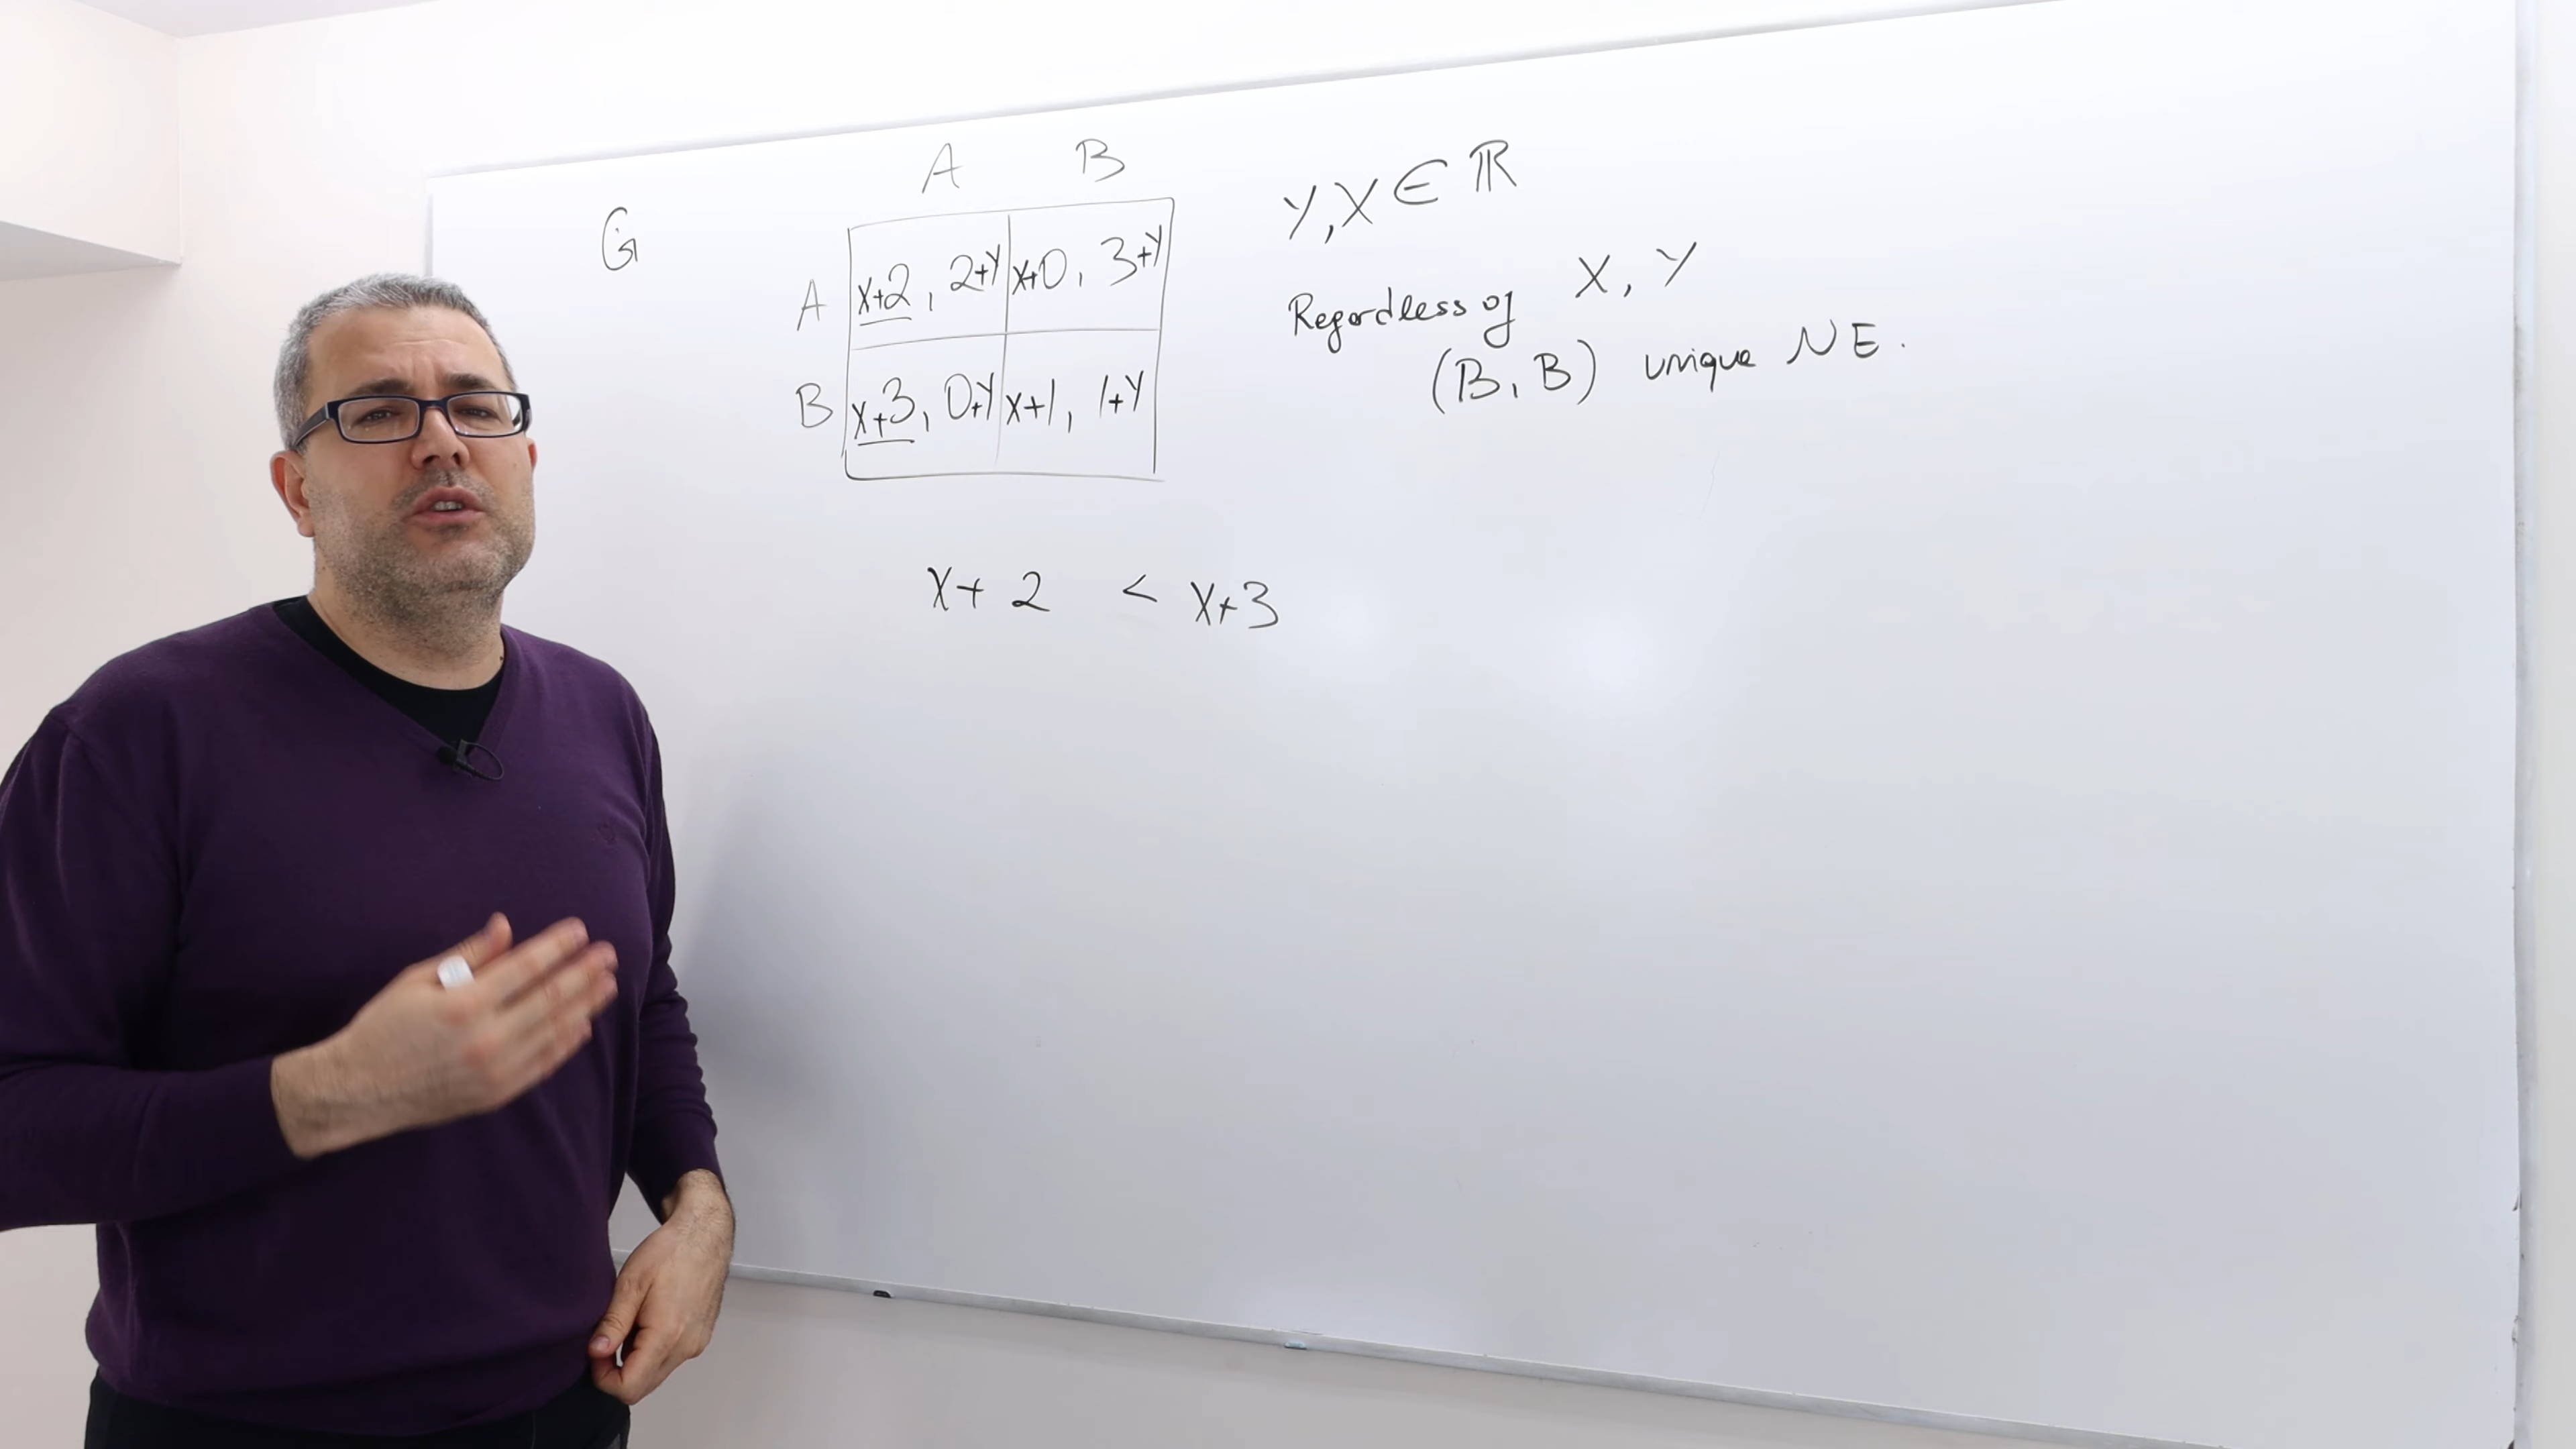 G
A B
A X+2, 2+Y X+0, 3+Y
B X+3, 0+Y X+1, 1+Y
Y, X ∈ ℝ
Regardless of X, Y
(B, B) unique NE.
X+2 < X+3